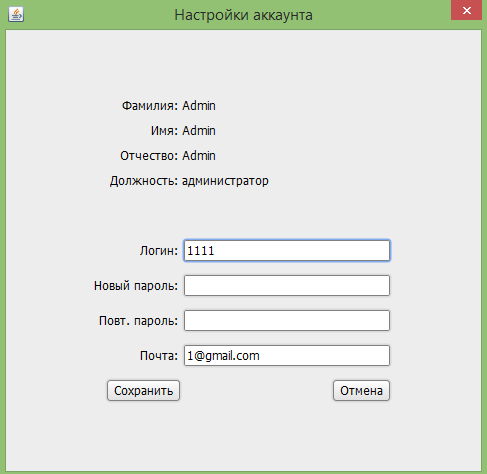 Настройки аккаунта
Фамилия: Admin
Имя: Admin
Отчество: Admin
Должность: администратор
Логин: 1111
Новый пароль:
Повт. пароль:
Почта: 1@gmail.com
Сохранить Отмена